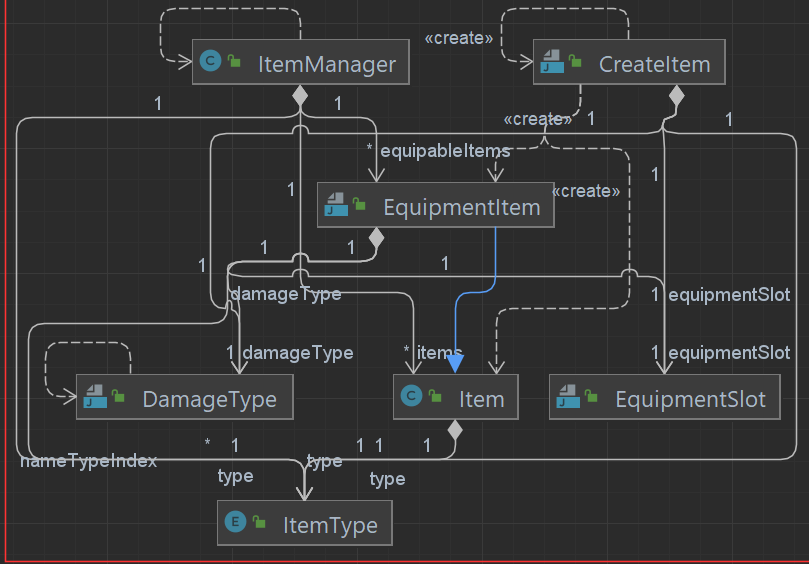 «create»
C ItemManager
J CreateItem
1
1
«create»
1
1
* equipableItems
1
1
«create»
J EquipmentItem
1
1
1
1
damageType
1 equipmentSlot
1 damageType
* items
1 equipmentSlot
J DamageType
C Item
J EquipmentSlot
* 1
1 1
1
nameTypeIndex
type
type
type
E ItemType